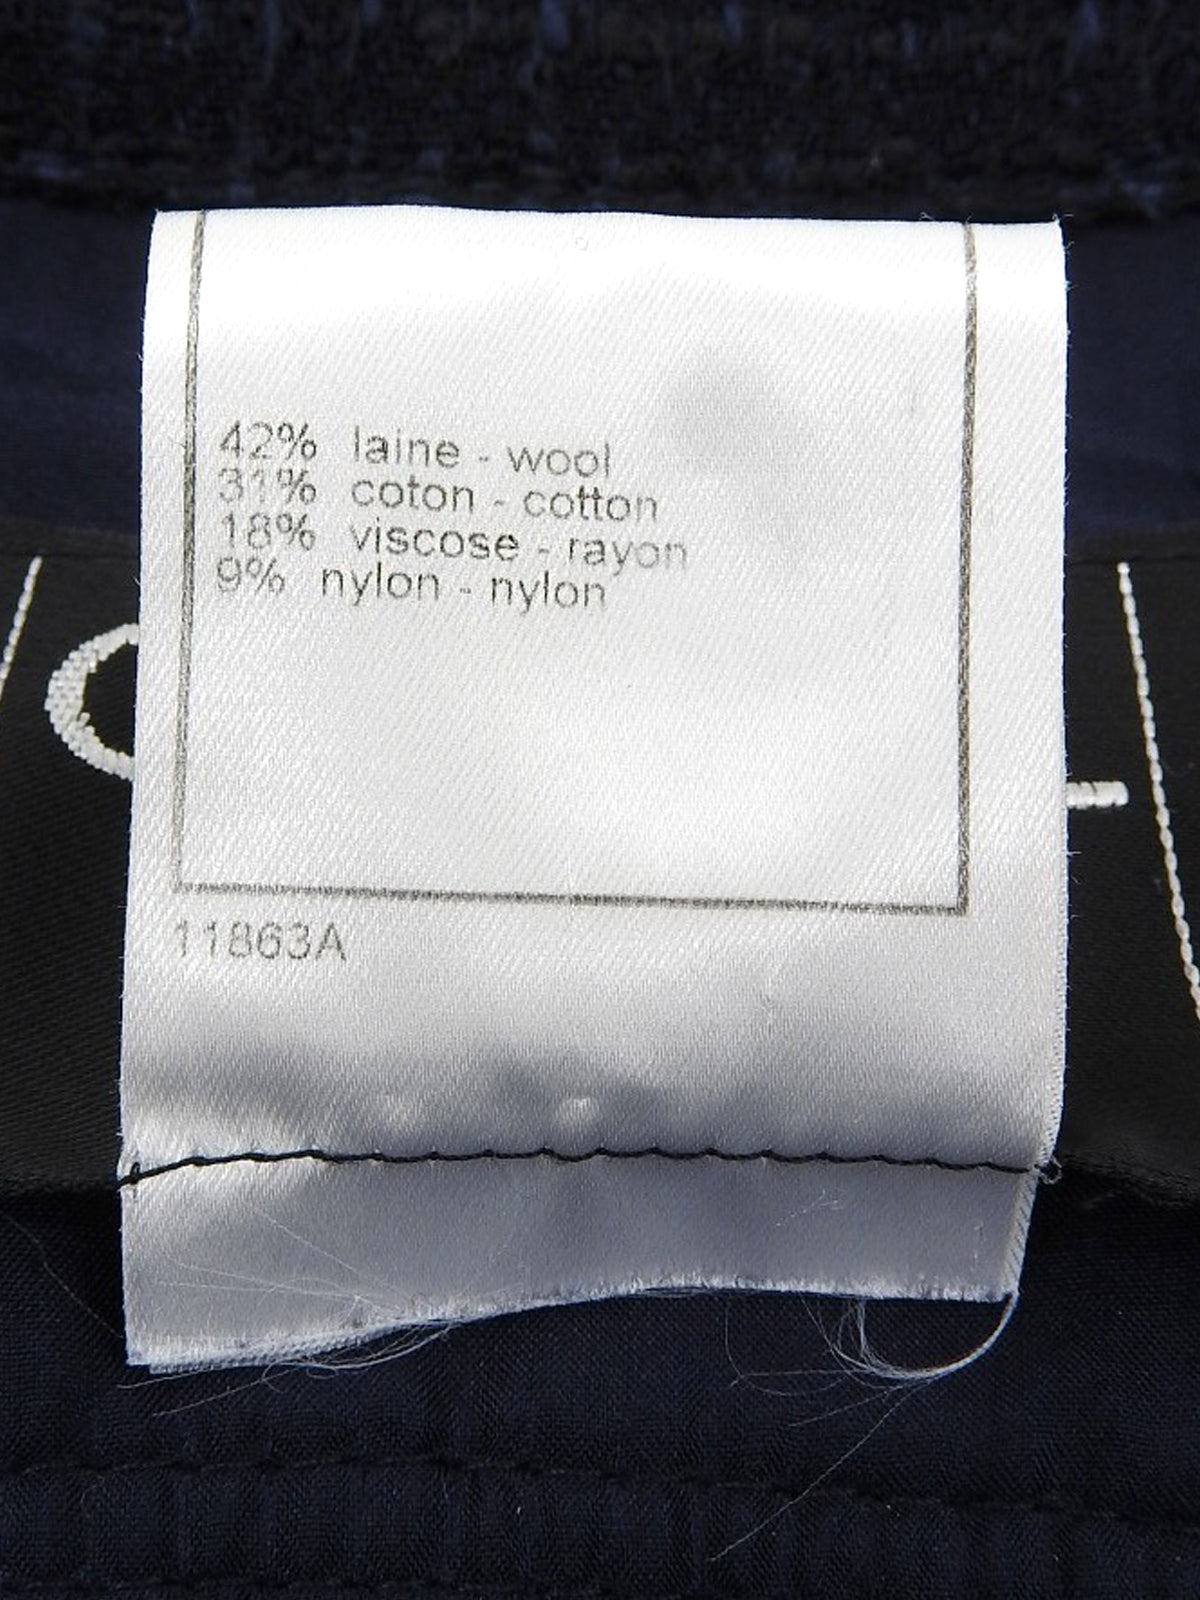 42% laine - wool
31% coton - cotton
18% viscose - rayon
9% nylon - nylon
11863A